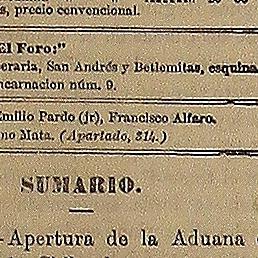 s, precio convencional.
El Foro:"
eraria, San Andrés y Betlemitas, esquina
ncarnacion núm. 9.
Emilio Pardo (jr), Francisco Alfaro,
no Mata. (Apartado, 314.)
SUMARIO.
-Apertura de la Aduana